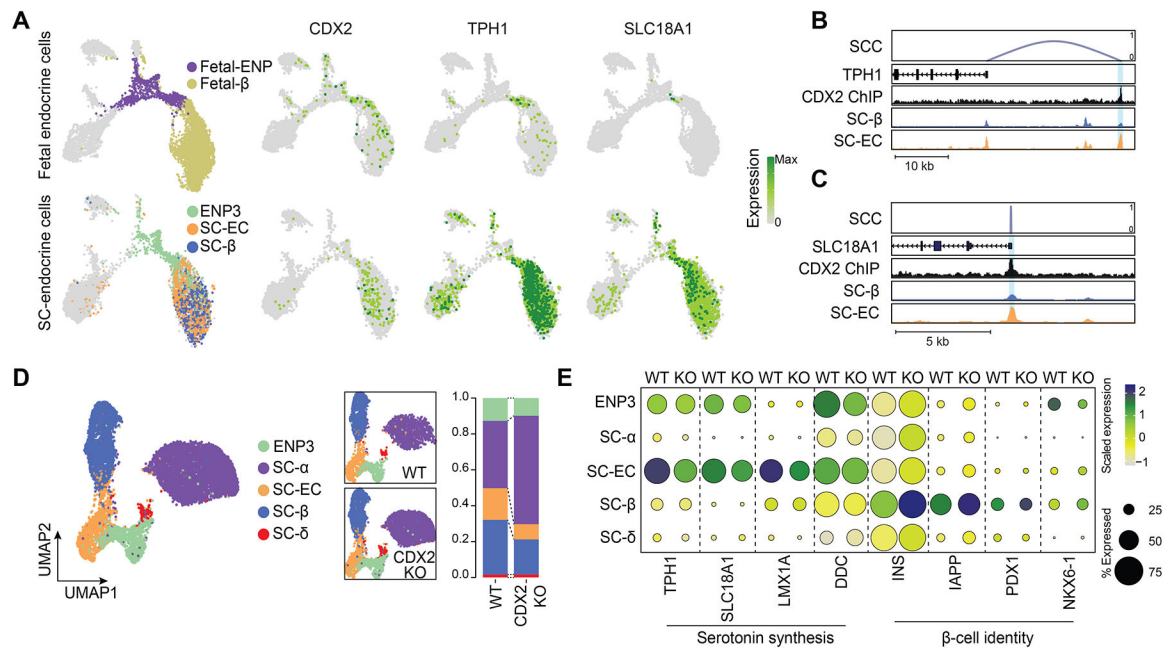 A
Fetal endocrine cells
Fetal-ENP
Fetal-β
CDX2
TPH1
SLC18A1
SC-endocrine cells
ENP3
SC-EC
SC-β
Expression
Max
0
B
SCC
1
0
TPH1
CDX2 ChIP
SC-β
SC-EC
10 kb
C
SCC
1
0
SLC18A1
CDX2 ChIP
SC-β
SC-EC
5 kb
D
UMAP2
UMAP1
ENP3
SC-α
SC-EC
SC-β
SC-δ
WT
CDX2
KO
1.0
0.8
0.6
0.4
0.2
0.0
WT-
CDX2-
KO
E
WT KO WT KO WT KO WT KO WT KO WT KO WT KO WT KO
ENP3
SC-α
SC-EC
SC-β
SC-δ
TPH1
SLC18A1
LMX1A
DDC
INS
IAPP
PDX1
NKX6-1
Serotonin synthesis
β-cell identity
Scaled expression
2
1
0
−1
% Expressed
25
50
75